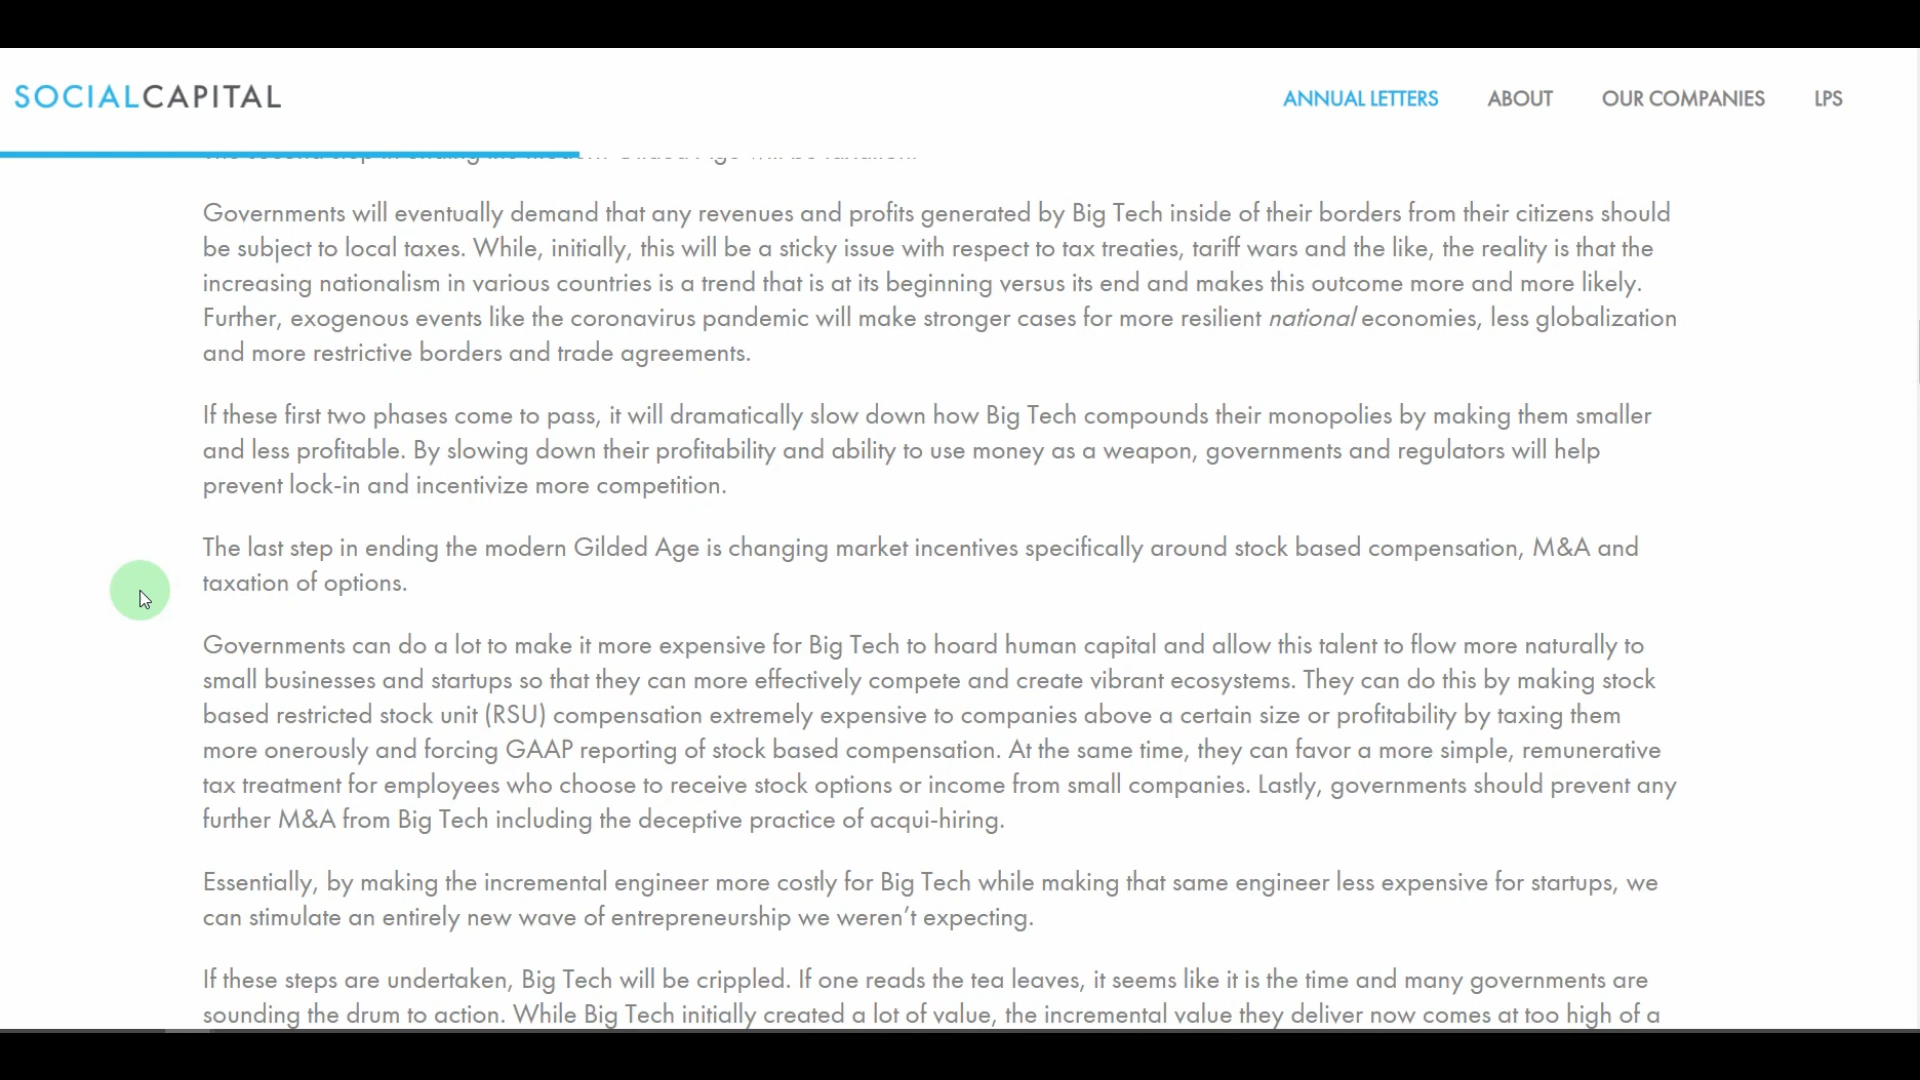 SOCIALCAPITAL
ANNUAL LETTERS
ABOUT
OUR COMPANIES
LPS
Governments will eventually demand that any revenues and profits generated by Big Tech inside of their borders from their citizens should
be subject to local taxes. While, initially, this will be a sticky issue with respect to tax treaties, tariff wars and the like, the reality is that the
increasing nationalism in various countries is a trend that is at its beginning versus its end and makes this outcome more and more likely.
Further, exogenous events like the coronavirus pandemic will make stronger cases for more resilient national economies, less globalization
and more restrictive borders and trade agreements.
If these first two phases come to pass, it will dramatically slow down how Big Tech compounds their monopolies by making them smaller
and less profitable. By slowing down their profitability and ability to use money as a weapon, governments and regulators will help
prevent lock-in and incentivize more competition.
The last step in ending the modern Gilded Age is changing market incentives specifically around stock based compensation, M&A and
taxation of options.
Governments can do a lot to make it more expensive for Big Tech to hoard human capital and allow this talent to flow more naturally to
small businesses and startups so that they can more effectively compete and create vibrant ecosystems. They can do this by making stock
based restricted stock unit (RSU) compensation extremely expensive to companies above a certain size or profitability by taxing them
more onerously and forcing GAAP reporting of stock based compensation. At the same time, they can favor a more simple, remunerative
tax treatment for employees who choose to receive stock options or income from small companies. Lastly, governments should prevent any
further M&A from Big Tech including the deceptive practice of acqui-hiring.
Essentially, by making the incremental engineer more costly for Big Tech while making that same engineer less expensive for startups, we
can stimulate an entirely new wave of entrepreneurship we weren't expecting.
If these steps are undertaken, Big Tech will be crippled. If one reads the tea leaves, it seems like it is the time and many governments are
sounding the drum to action. While Big Tech initially created a lot of value, the incremental value they deliver now comes at too high of a